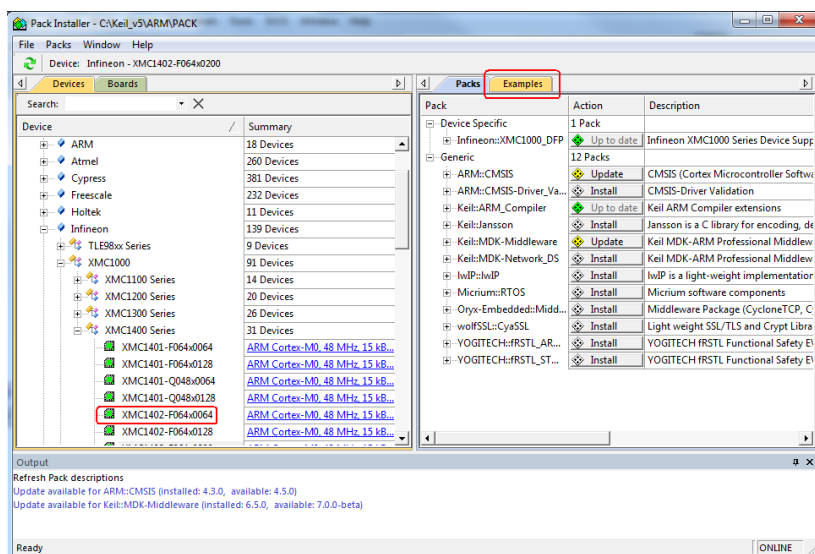 Pack Installer - C:\Keil_v5\ARM\PACK
File Packs Window Help
Device: Infineon - XMC1402-F064x0200
Devices Boards
Search:
Device / Summary
ARM 18 Devices
Atmel 260 Devices
Cypress 381 Devices
Freescale 232 Devices
Holtek 11 Devices
Infineon 139 Devices
TLE98xx Series 9 Devices
XMC1000 91 Devices
XMC1100 Series 14 Devices
XMC1200 Series 20 Devices
XMC1300 Series 26 Devices
XMC1400 Series 31 Devices
XMC1401-F064x0064 ARM Cortex-M0, 48 MHz, 15 kB...
XMC1401-F064x0128 ARM Cortex-M0, 48 MHz, 15 kB...
XMC1401-Q048x0064 ARM Cortex-M0, 48 MHz, 15 kB...
XMC1401-Q048x0128 ARM Cortex-M0, 48 MHz, 15 kB...
XMC1402-F064x0064 ARM Cortex-M0, 48 MHz, 15 kB...
XMC1402-F064x0128 ARM Cortex-M0, 48 MHz, 15 kB...
Packs Examples
Pack Action Description
Device Specific 1 Pack
Infineon::XMC1000_DFP Up to date Infineon XMC1000 Series Device Supp
Generic 12 Packs
ARM::CMSIS Update CMSIS (Cortex Microcontroller Softwa
ARM::CMSIS-Driver_Va... Install CMSIS-Driver Validation
Keil::ARM_Compiler Up to date Keil ARM Compiler extensions
Keil::Jansson Install Jansson is a C library for encoding, de
Keil::MDK-Middleware Update Keil MDK-ARM Professional Middlew
Keil::MDK-Network_DS Install Keil MDK-ARM Professional Middlew
lwIP::lwIP Install lwIP is a light-weight implementation
Micrium::RTOS Install Micrium software components
Oryx-Embedded::Midd... Install Middleware Package (CycloneTCP, C
wolfSSL::CyaSSL Install Light weight SSL/TLS and Crypt Libra
YOGITECH::fRSTL_AR... Install YOGITECH fRSTL Functional Safety E
YOGITECH::fRSTL_ST... Install YOGITECH fRSTL Functional Safety E
Output
Refresh Pack descriptions
Update available for ARM::CMSIS (installed: 4.3.0, available: 4.5.0)
Update available for Keil::MDK-Middleware (installed: 6.5.0, available: 7.0.0-beta)
Ready ONLINE